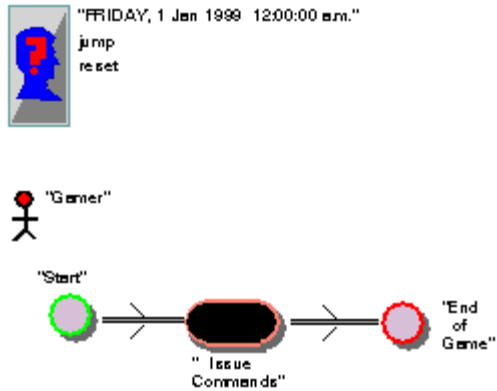 "FRIDAY, 1 Jan 1999 12:00:00 a.m."
jump
reset
"Gamer"
"Start"
" Issue
Commands"
"End
of
Game"